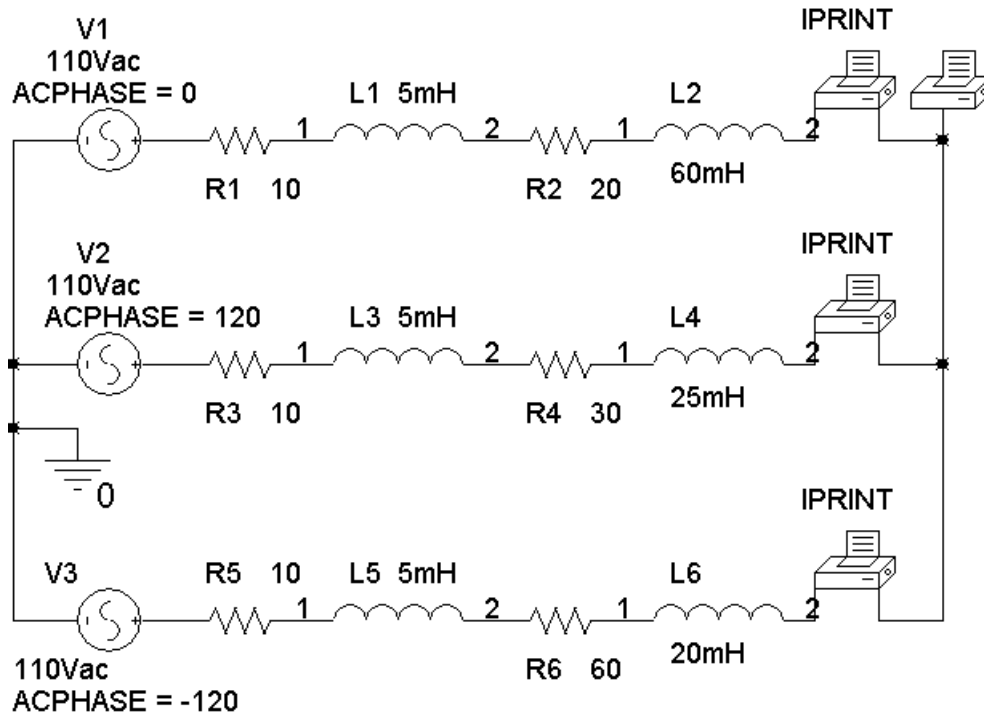 V1
110Vac
ACPHASE = 0
R1 10
1
L1 5mH
2
R2 20
1
L2
60mH
2
IPRINT
V2
110Vac
ACPHASE = 120
R3 10
1
L3 5mH
2
R4 30
1
L4
25mH
2
IPRINT
0
V3
110Vac
ACPHASE = -120
R5 10
1
L5 5mH
2
R6 60
1
L6
20mH
2
IPRINT